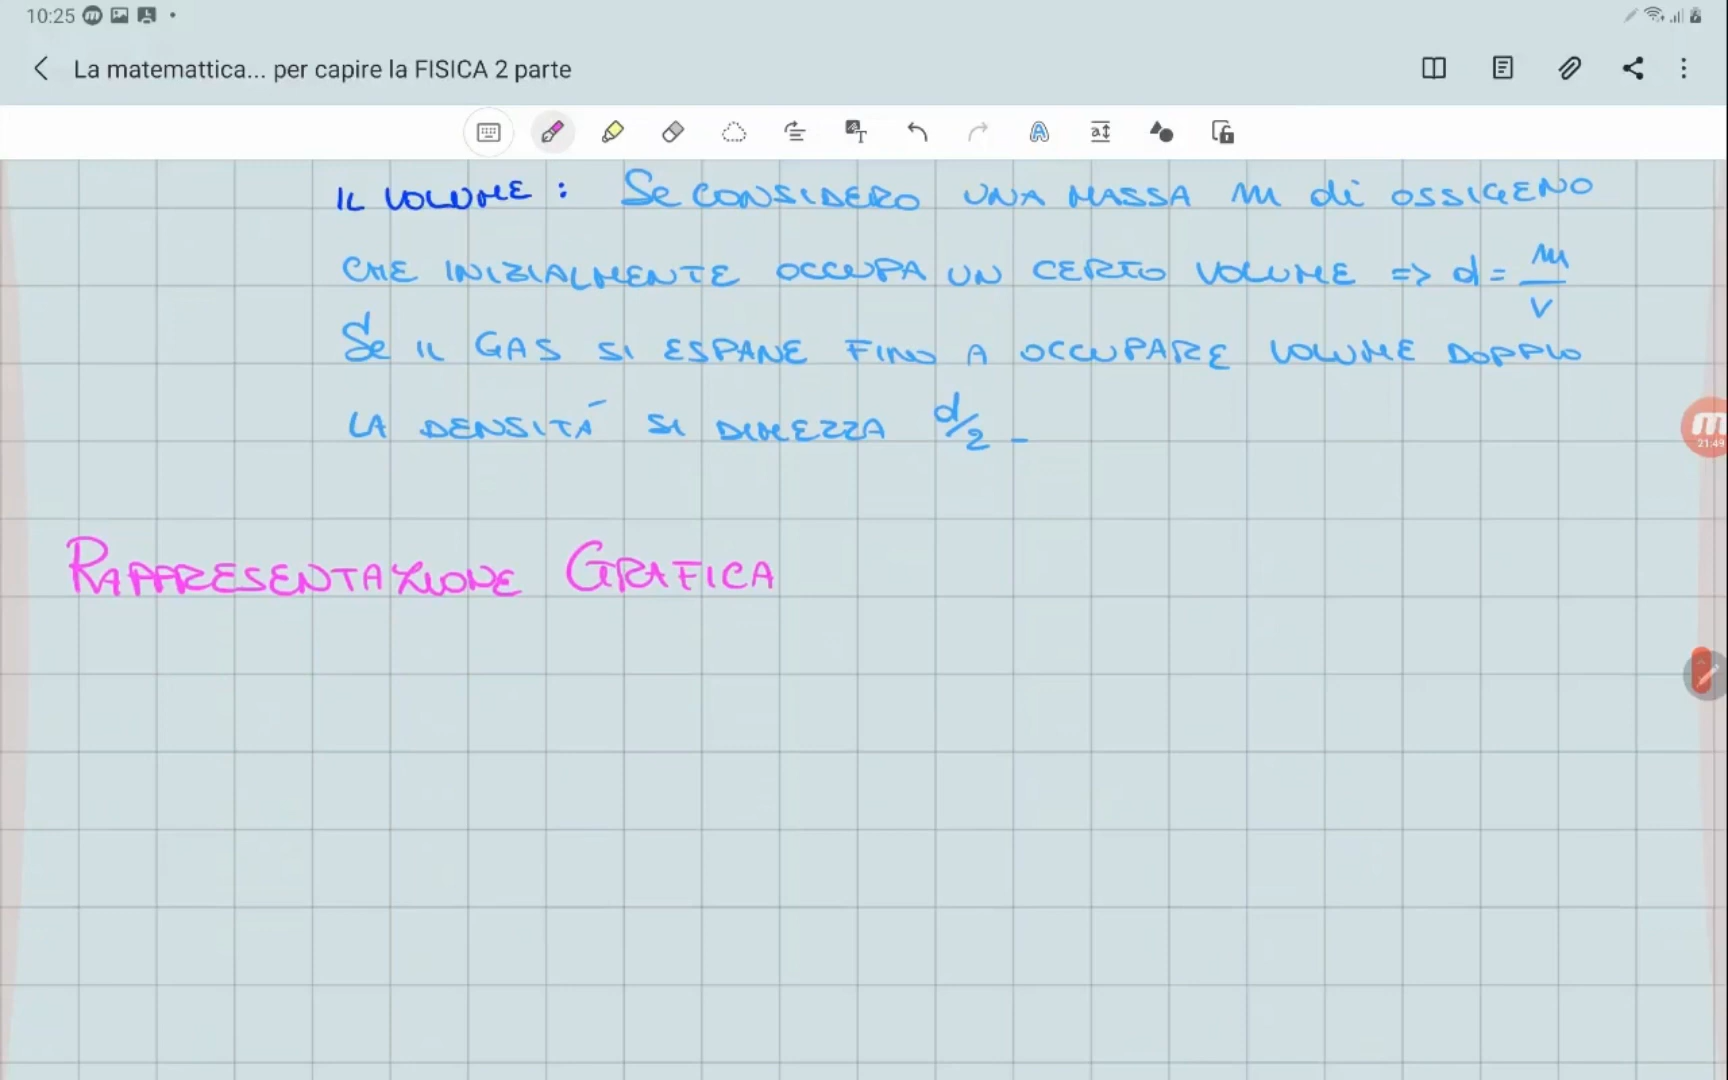 10:25
La matemattica... per capire la FISICA 2 parte
IL VOLUME : Se CONSIDERO UNA MASSA m di OSSIGENO
CHE INIZIALMENTE OCCUPA UN CERTO VOLUME => d = m/V
Se IL GAS SI ESPANE FINO A OCCUPARE VOLUME DOPPIO
LA DENSITÁ SI DIMEZZA d/2 -
21:49
RAPPRESENTAZIONE GRAFICA